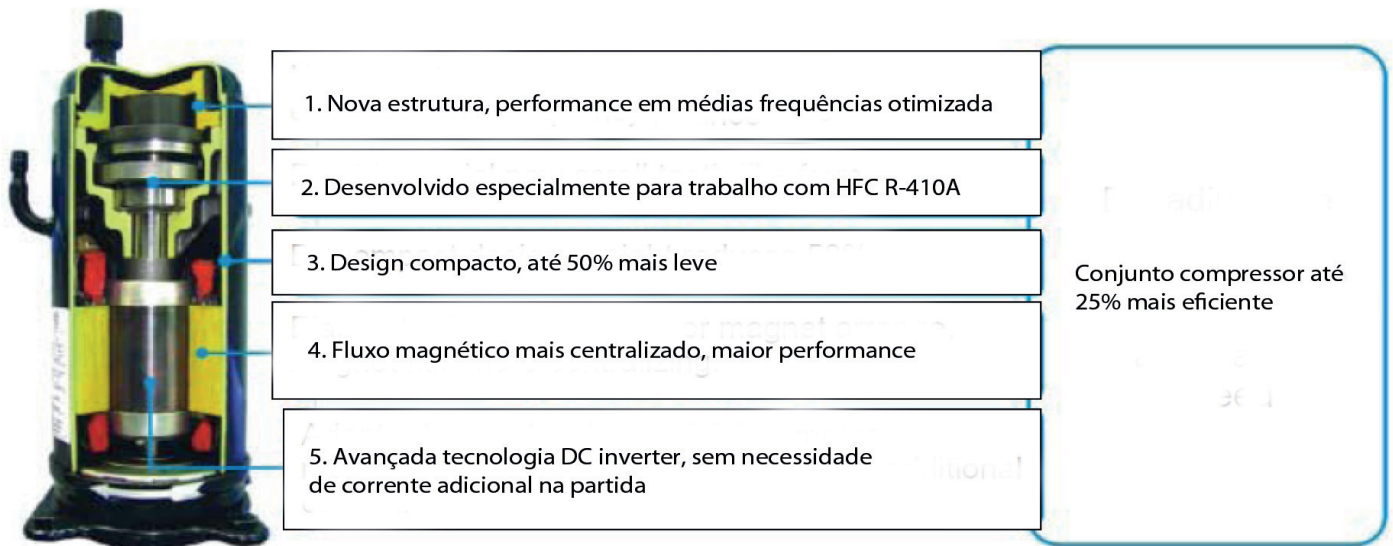 1. Nova estrutura, performance em médias frequências otimizada
2. Desenvolvido especialmente para trabalho com HFC R-410A
3. Design compacto, até 50% mais leve
4. Fluxo magnético mais centralizado, maior performance
5. Avançada tecnologia DC inverter, sem necessidade
de corrente adicional na partida
Conjunto compressor até
25% mais eficiente